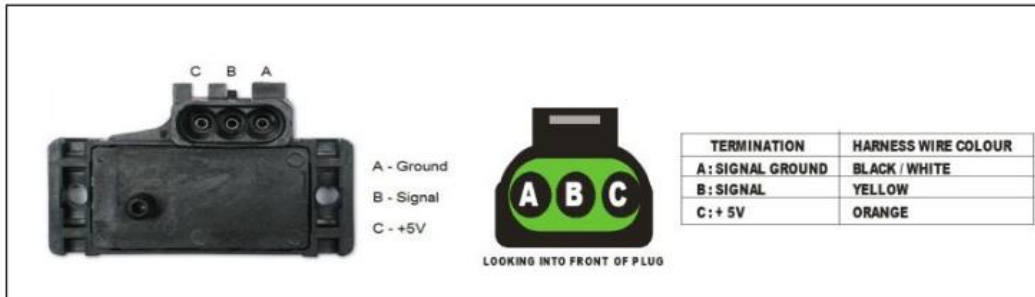 C B A
A - Ground
B - Signal
C - +5V
A B C
LOOKING INTO FRONT OF PLUG
TERMINATION HARNESS WIRE COLOUR
A: SIGNAL GROUND BLACK / WHITE
B: SIGNAL YELLOW
C: + 5V ORANGE